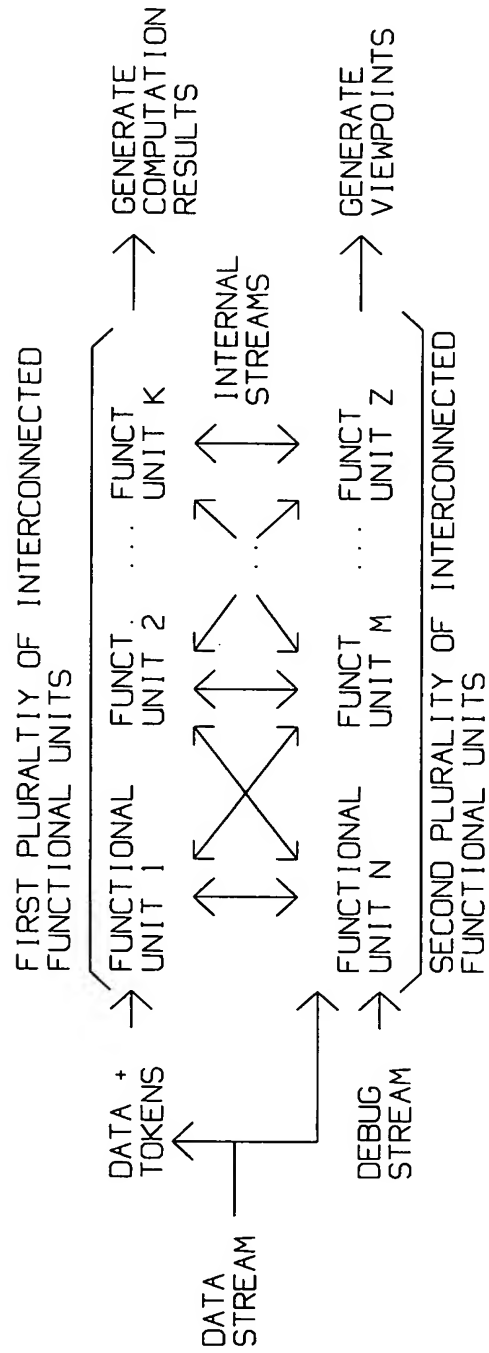 FIRST PLURALTIY OF INTERCONNECTED
FUNCTIONAL UNITS
DATA +
TOKENS
FUNCTIONAL
UNIT 1
FUNCT.
UNIT 2
....
FUNCT
UNIT K
GENERATE
COMPUTATION
RESULTS
DATA
STREAM
...
INTERNAL
STREAMS
DEBUG
STREAM
FUNCTIONAL
UNIT N
FUNCT
UNIT M
....
FUNCT
UNIT Z
GENERATE
VIEWPOINTS
SECOND PLURALITY OF INTERCONNECTED
FUNCTIONAL UNITS